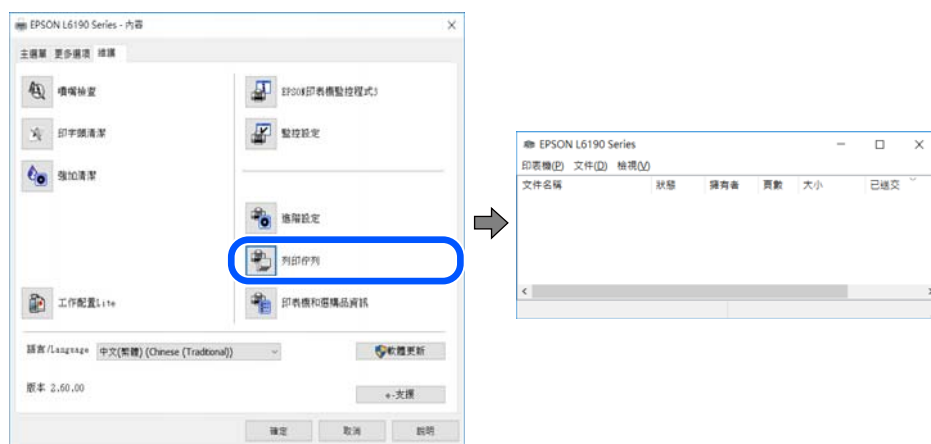 EPSON L6190 Series - 內容
主選單 更多選項 維護
噴嘴檢查
EPSON印表機監控程式3
印字頭清潔
監控設定
強力清潔
進階設定
列印佇列
工作配置Lite
印表機和選購品資訊
語言/Language 中文(繁體) (Chinese (Traditional))
軟體更新
版本 2.60.00
e-支援
確定 取消 說明
EPSON L6190 Series
印表機(P) 文件(D) 檢視(V)
文件名稱 狀態 擁有者 頁數 大小 已送交